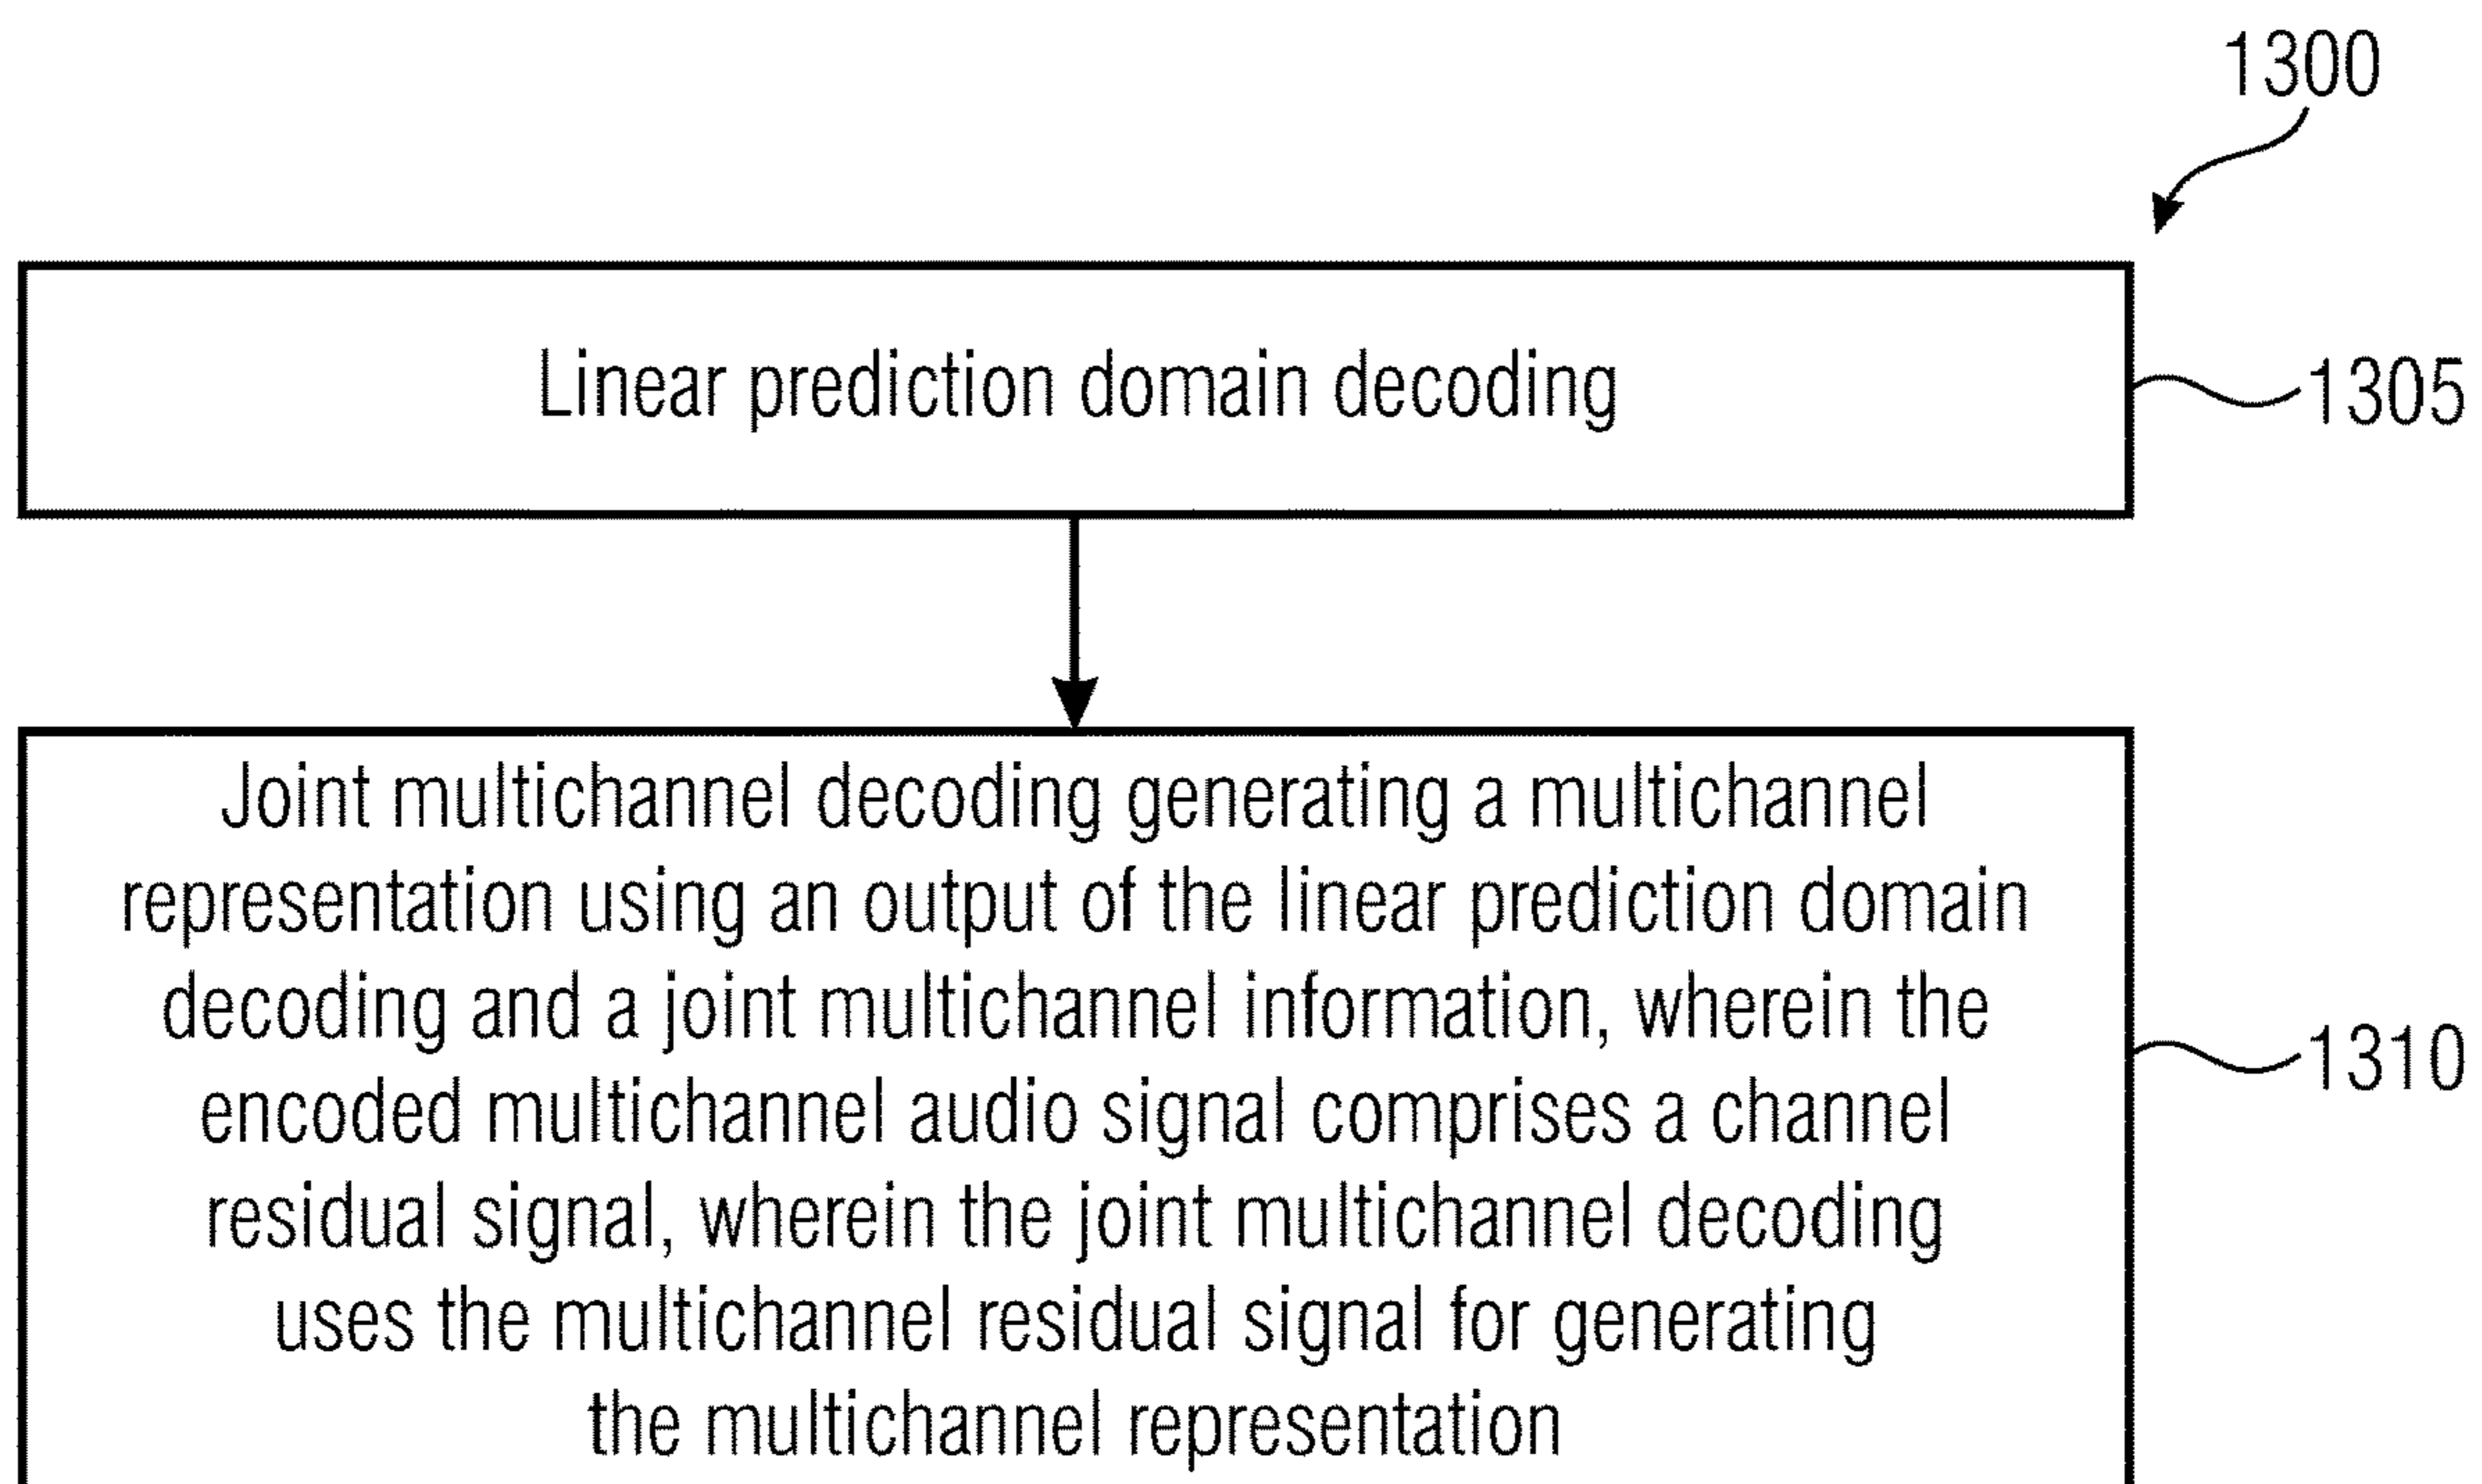 1300
Linear prediction domain decoding
1305
Joint multichannel decoding generating a multichannel
representation using an output of the linear prediction domain
decoding and a joint multichannel information, wherein the
encoded multichannel audio signal comprises a channel
residual signal, wherein the joint multichannel decoding
uses the multichannel residual signal for generating
the multichannel representation
1310